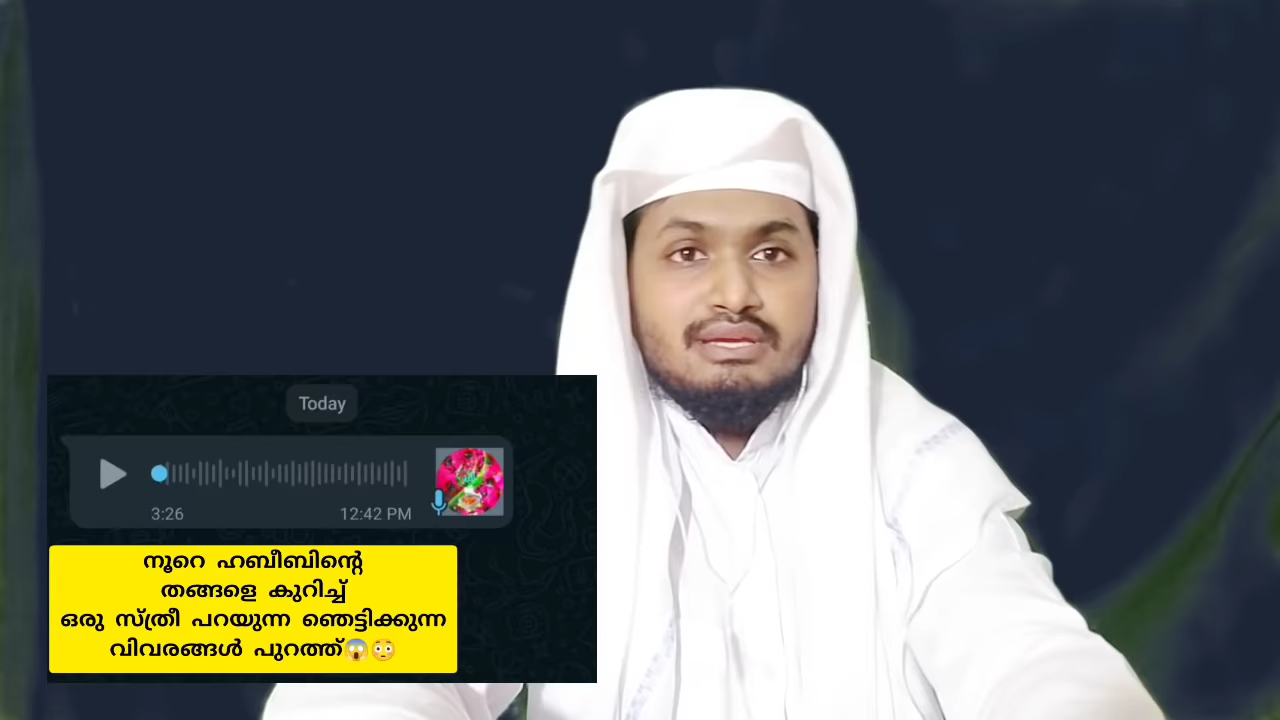 Today
3:26 12:42 PM
നൂറെ ഹബീബിന്റെ
തങ്ങളെ കുറിച്ച്
ഒരു സ്ത്രീ പറയുന്ന ഞെട്ടിക്കുന്ന
വിവരങ്ങൾ പുറത്ത്😱😳